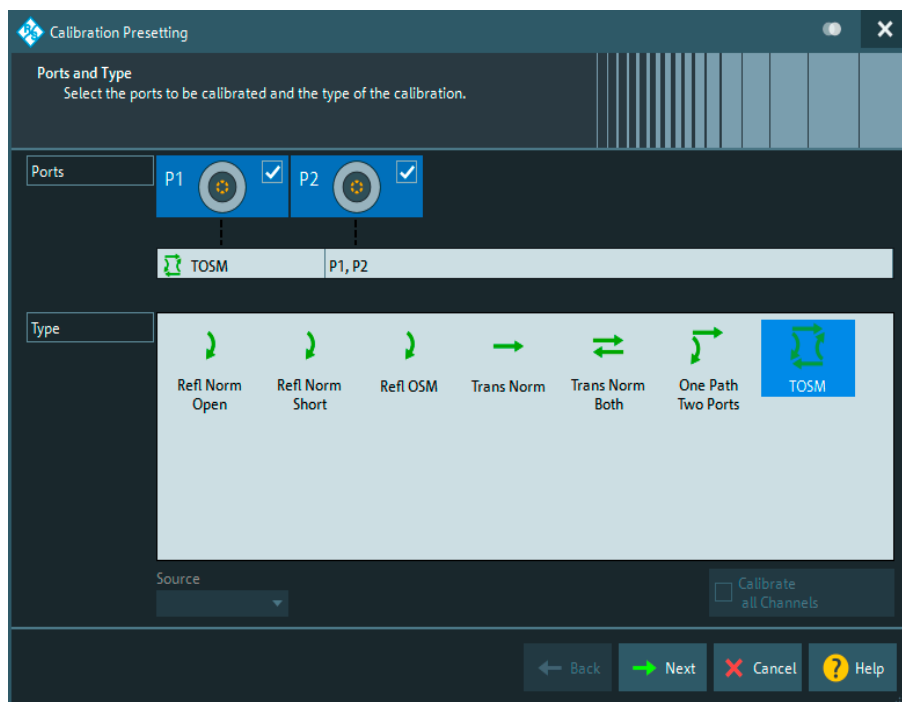 Calibration Presetting
Ports and Type
Select the ports to be calibrated and the type of the calibration.
Ports
P1
P2
TOSM
P1, P2
Type
Refl Norm
Open
Refl Norm
Short
Refl OSM
Trans Norm
Trans Norm
Both
One Path
Two Ports
TOSM
Source
Calibrate
all Channels
Back
Next
Cancel
? Help